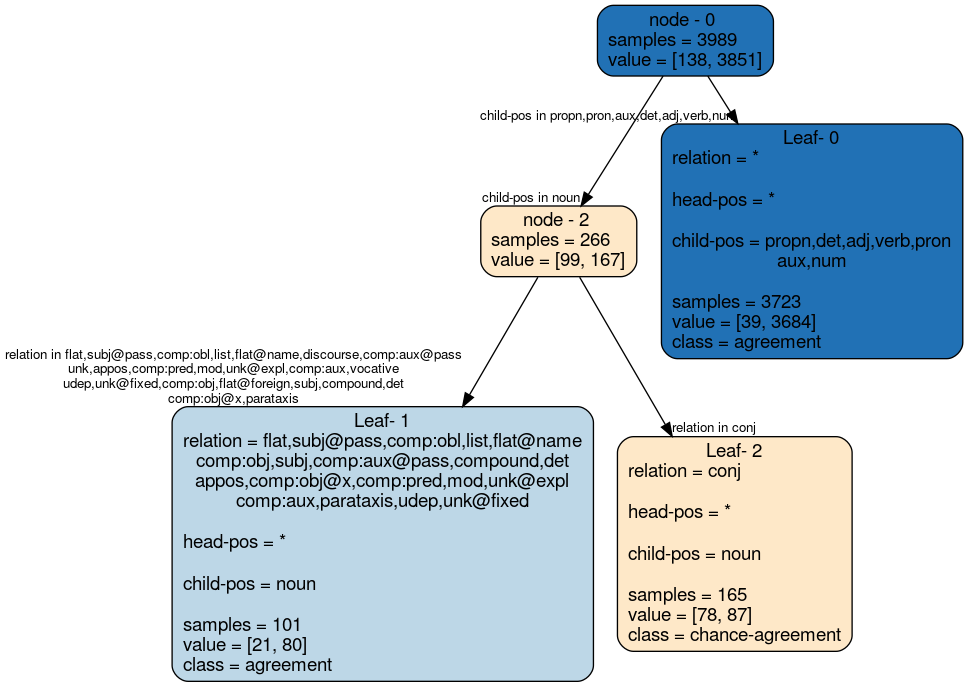 node - 0
samples = 3989
value = [138, 3851]
child-pos in propn,pron,aux,det,adj,verb,num
Leaf- 0
relation = *
head-pos = *
child-pos = propn,det,adj,verb,pron
aux,num
samples = 3723
value = [39, 3684]
class = agreement
child-pos in noun
node - 2
samples = 266
value = [99, 167]
relation in flat,subj@pass,comp:obl,list,flat@name,discourse,comp:aux@pass
unk,appos,comp:pred,mod,unk@expl,comp:aux,vocative
udep,unk@fixed,comp:obj,flat@foreign,subj,compound,det
comp:obj@x,parataxis
Leaf- 1
relation = flat,subj@pass,comp:obl,list,flat@name
comp:obj,subj,comp:aux@pass,compound,det
appos,comp:obj@x,comp:pred,mod,unk@expl
comp:aux,parataxis,udep,unk@fixed
head-pos = *
child-pos = noun
samples = 101
value = [21, 80]
class = agreement
relation in conj
Leaf- 2
relation = conj
head-pos = *
child-pos = noun
samples = 165
value = [78, 87]
class = chance-agreement